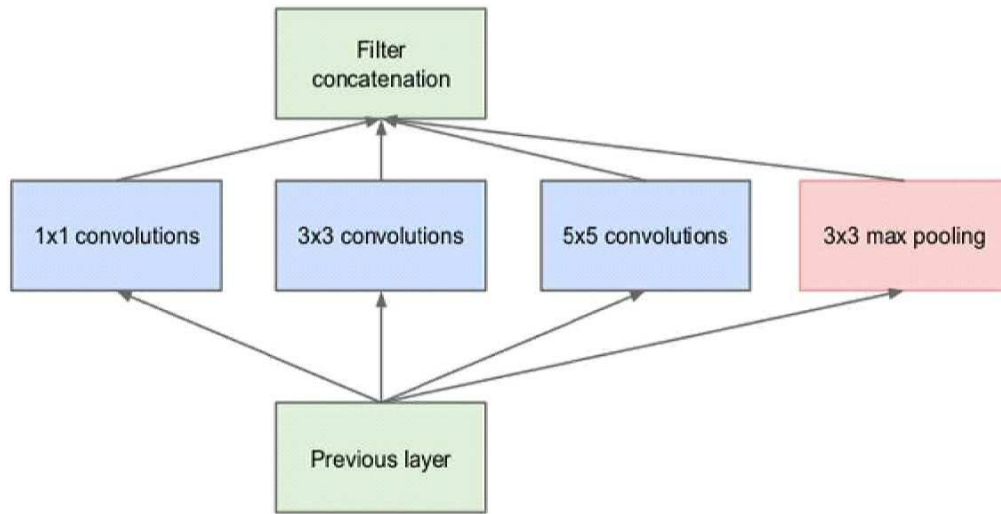 Filter
concatenation
1x1 convolutions
3x3 convolutions
5x5 convolutions
3x3 max pooling
Previous layer